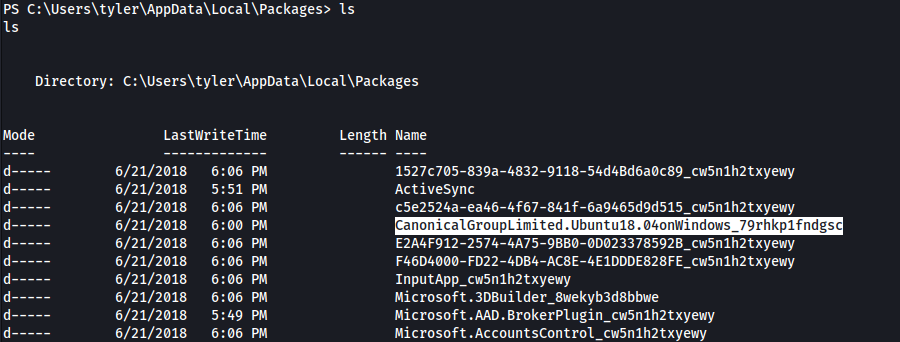 PS C:\Users\tyler\AppData\Local\Packages> ls
ls
Directory: C:\Users\tyler\AppData\Local\Packages
Mode LastWriteTime Length Name
---- ------------- ------ ----
d----- 6/21/2018 6:06 PM 1527c705-839a-4832-9118-54d4Bd6a0c89_cw5n1h2txyewy
d----- 6/21/2018 5:51 PM ActiveSync
d----- 6/21/2018 6:06 PM c5e2524a-ea46-4f67-841f-6a9465d9d515_cw5n1h2txyewy
d----- 6/21/2018 6:00 PM CanonicalGroupLimited.Ubuntu18.04onWindows_79rhkp1fndgsc
d----- 6/21/2018 6:06 PM E2A4F912-2574-4A75-9BB0-0D023378592B_cw5n1h2txyewy
d----- 6/21/2018 6:06 PM F46D4000-FD22-4DB4-AC8E-4E1DDDE828FE_cw5n1h2txyewy
d----- 6/21/2018 6:06 PM InputApp_cw5n1h2txyewy
d----- 6/21/2018 6:06 PM Microsoft.3DBuilder_8wekyb3d8bbwe
d----- 6/21/2018 5:49 PM Microsoft.AAD.BrokerPlugin_cw5n1h2txyewy
d----- 6/21/2018 6:06 PM Microsoft.AccountsControl_cw5n1h2txyewy